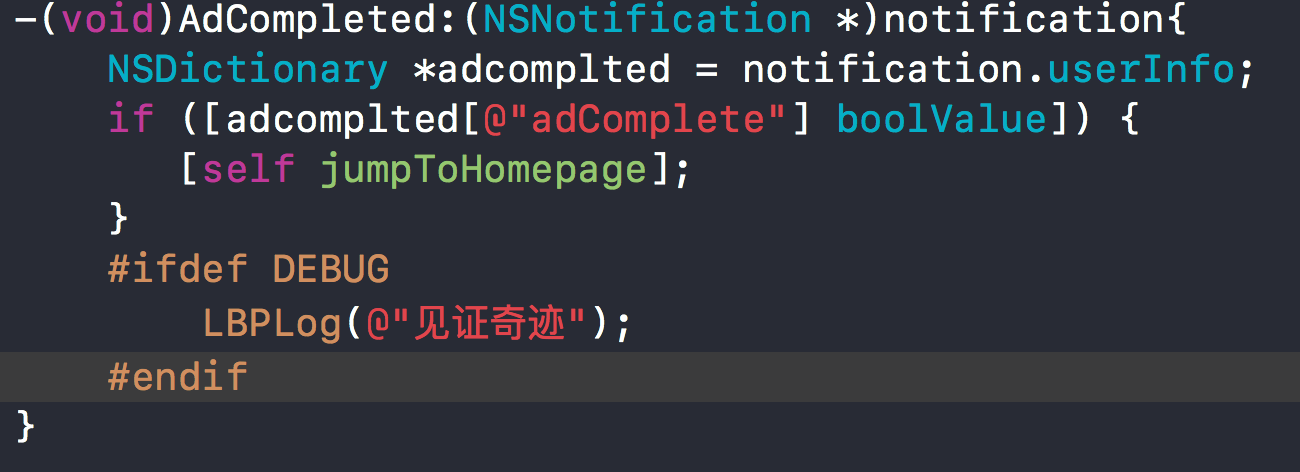 -(void)AdCompleted:(NSNotification *)notification{
    NSDictionary *adcomplted = notification.userInfo;
    if ([adcomplted[@"adComplete"] boolValue]) {
       [self jumpToHomepage];
    }
    #ifdef DEBUG
        LBPLog(@"见证奇迹");
    #endif
}